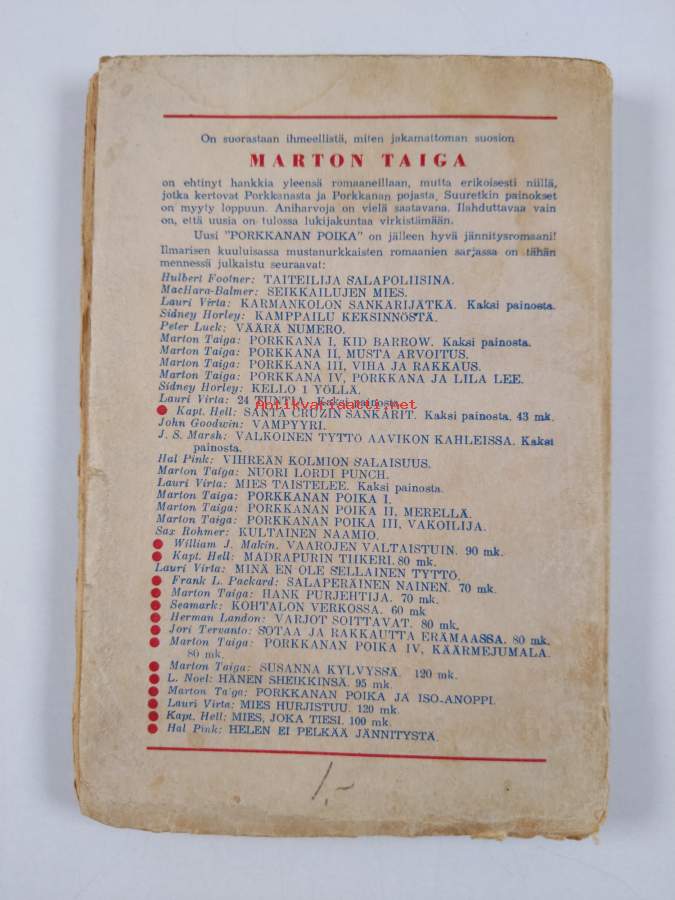 On suorastaan ihmeellistä, miten jakamattoman suosion
MARTON TAIGA
on ehtinyt hankkia yleensä romaaneillaan, mutta erikoisesti niillä,
jotka kertovat Porkkanasta ja Porkkanan pojasta, Suuretkin painokset
on myyty loppuun. Aniharvoja on vielä saatavana. Ilahduttavaa vain
on, että uusia on tulossa lukijakuntaa virkistämään.
Uusi "PORKKANAN POIKA" on jälleen hyvä jännitysromaani!
Ilmarisen kuuluisassa mustanurkkaisten romaanien sarjassa on tähän
mennessä julkaistu seuraavat:
Hulbert Footner: TAITEILIJA SALAPOLIISINA.
MacHara-Balmer: SEIKKAILUJEN MIES.
Lauri Virta: KARMANKOLON SANKARIJÄTKÄ. Kaksi painosta.
Sidney Horley: KAMPPAILU KEKSINNÖSTÄ.
Peter Luck: VÄÄRÄ NUMERO.
Marton Taiga: PORKKANA I, KID BARROW. Kaksi painosta.
Marton Taiga: PORKKANA II, MUSTA ARVOITUS.
Marton Taiga: PORKKANA III, VIHA JA RAKKAUS.
Marton Taiga: PORKKANA IV, PORKKANA JA LILA LEE.
Sidney Horley: KELLO 1 YÖLLÄ.
Lauri Virta: 24 TUNTIA. Kaksi painosta.
antikvariaatti.net
Kapt. Hell: SANTA CRUZIN SANKARIT. Kaksi painosta. 43 mk.
John Goodwin: VAMPYYRI.
J. S. Marsh: VALKOINEN TYTTÖ AAVIKON KAHLEISSA. Kaksi
painosta.
Hal Pink: VIHREÄN KOLMION SALAISUUS.
Marton Taiga: NUORI LORDI PUNCH.
Lauri Virta: MIES TAISTELEE. Kaksi painosta.
Marton Taiga: PORKKANAN POIKA I.
Marton Taiga: PORKKANAN POIKA II, MERELLÄ.
Marton Taiga: PORKKANAN POIKA III, VAKOILIJA.
Sax Rohmer: KULTAINEN NAAMIO.
William J. Makin. VAAROJEN VALTAISTUIN. 90 mk.
Kapt. Hell: MADRAPURIN TIIKERI. 80 mk.
Lauri Virta: MINÄ EN OLE SELLAINEN TYTTÖ.
Frank L. Packard: SALAPERÄINEN NAINEN. 70 mk.
Marton Taiga: HANK PURJEHTIJA. 70 mk.
Seamark: KOHTALON VERKOSSA. 60 mk
Herman Landon: VARJOT SOITTAVAT. 80 mk.
Jori Tervanto: SOTAA JA RAKKAUTTA ERÄMAASSA. 80 mk.
Marton Taiga: PORKKANAN POIKA IV, KÄÄRMEJUMALA.
80 mk.
Marton Taiga: SUSANNA KYLVYSSÄ. 120 mk.
L. Noel: HÄNEN SHEIKKINSÄ. 95 mk.
Marton Taiga: PORKKANAN POIKA JA ISO-ANOPPI.
Lauri Virta: MIES HURJISTUU. 120 mk.
Kapt. Hell: MIES, JOKA TIESI. 100 mk.
Hal Pink: HELEN EI PELKÄÄ JÄNNITYSTÄ.
1,-